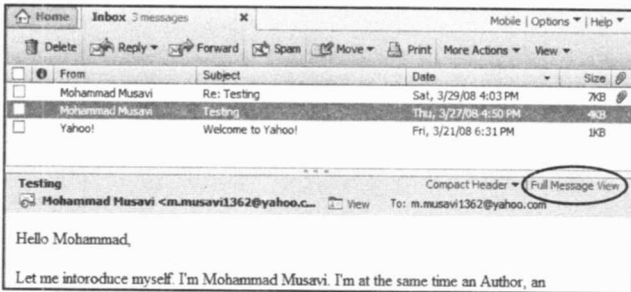 Home Inbox 3 messages × Mobile | Options | Help
Delete Reply Forward Spam Move Print More Actions View
From Subject Date Size
Mohammad Musavi Re: Testing Sat, 3/29/08 4:03 PM 7KB
Mohammad Musavi Testing Thu, 3/27/08 4:50 PM 4KB
Yahoo! Welcome to Yahoo! Fri, 3/21/08 6:31 PM 1KB
Testing Compact Header | Full Message View
Mohammad Musavi <m.musavi1362@yahoo.c... View To: m.musavi1362@yahoo.com
Hello Mohammad,
Let me intoroduce myself. I'm Mohammad Musavi. I'm at the same time an Author, an